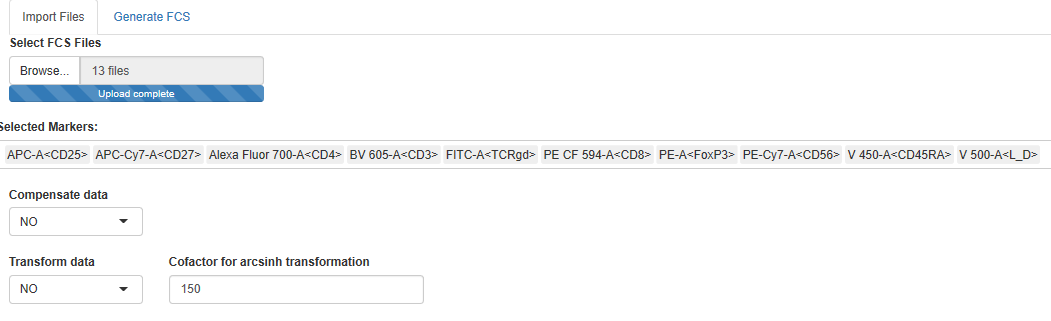 Import Files Generate FCS
Select FCS Files
Browse... 13 files
Upload complete
Selected Markers:
APC-A<CD25> APC-Cy7-A<CD27> Alexa Fluor 700-A<CD4> BV 605-A<CD3> FITC-A<TCRgd> PE CF 594-A<CD8> PE-A<FoxP3> PE-Cy7-A<CD56> V 450-A<CD45RA> V 500-A<L_D>
Compensate data
NO
Transform data Cofactor for arcsinh transformation
NO 150